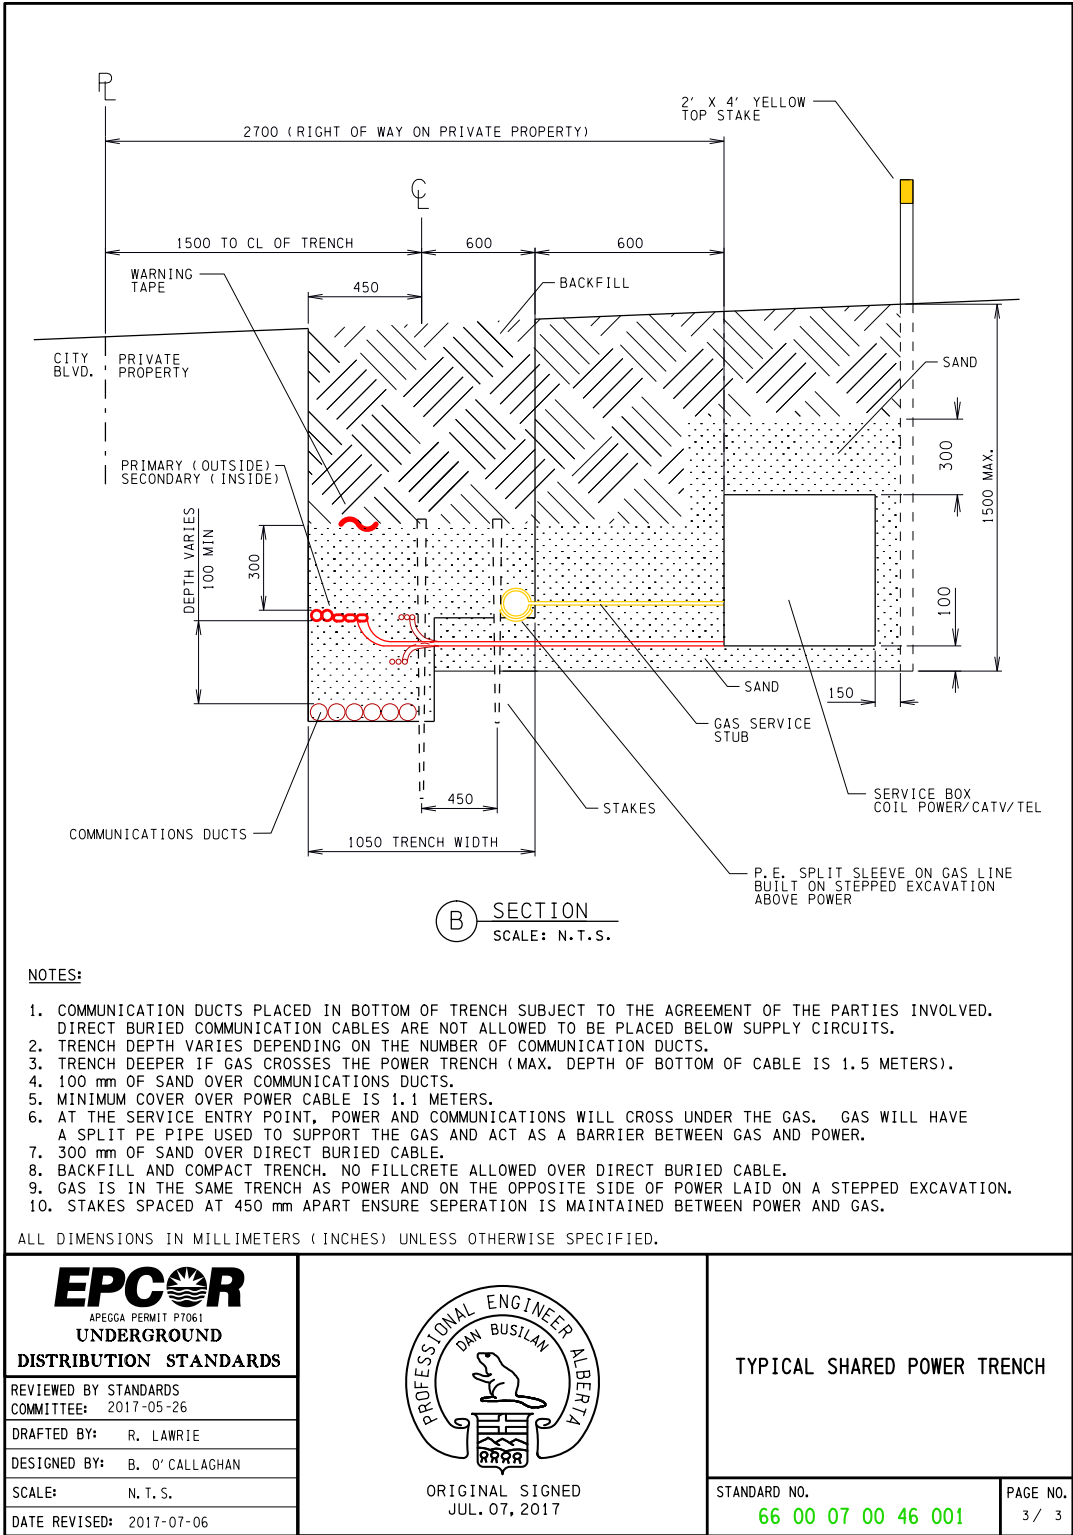 PL
2' X 4' YELLOW
TOP STAKE
2700 (RIGHT OF WAY ON PRIVATE PROPERTY)
CL
1500 TO CL OF TRENCH
600
600
WARNING
TAPE
450
BACKFILL
CITY
BLVD.
PRIVATE
PROPERTY
SAND
300
1500 MAX.
PRIMARY (OUTSIDE)
SECONDARY (INSIDE)
DEPTH VARIES
100 MIN
300
100
SAND
150
GAS SERVICE
STUB
SERVICE BOX
COIL POWER/CATV/TEL
450
STAKES
COMMUNICATIONS DUCTS
1050 TRENCH WIDTH
P.E. SPLIT SLEEVE ON GAS LINE
BUILT ON STEPPED EXCAVATION
ABOVE POWER
B
SECTION
SCALE: N.T.S.
NOTES:
1. COMMUNICATION DUCTS PLACED IN BOTTOM OF TRENCH SUBJECT TO THE AGREEMENT OF THE PARTIES INVOLVED.
DIRECT BURIED COMMUNICATION CABLES ARE NOT ALLOWED TO BE PLACED BELOW SUPPLY CIRCUITS.
2. TRENCH DEPTH VARIES DEPENDING ON THE NUMBER OF COMMUNICATION DUCTS.
3. TRENCH DEEPER IF GAS CROSSES THE POWER TRENCH (MAX. DEPTH OF BOTTOM OF CABLE IS 1.5 METERS).
4. 100 mm OF SAND OVER COMMUNICATIONS DUCTS.
5. MINIMUM COVER OVER POWER CABLE IS 1.1 METERS.
6. AT THE SERVICE ENTRY POINT, POWER AND COMMUNICATIONS WILL CROSS UNDER THE GAS. GAS WILL HAVE
A SPLIT PE PIPE USED TO SUPPORT THE GAS AND ACT AS A BARRIER BETWEEN GAS AND POWER.
7. 300 mm OF SAND OVER DIRECT BURIED CABLE.
8. BACKFILL AND COMPACT TRENCH. NO FILLCRETE ALLOWED OVER DIRECT BURIED CABLE.
9. GAS IS IN THE SAME TRENCH AS POWER AND ON THE OPPOSITE SIDE OF POWER LAID ON A STEPPED EXCAVATION.
10. STAKES SPACED AT 450 mm APART ENSURE SEPERATION IS MAINTAINED BETWEEN POWER AND GAS.
ALL DIMENSIONS IN MILLIMETERS (INCHES) UNLESS OTHERWISE SPECIFIED.
EPCOR
APEGGA PERMIT P7061
UNDERGROUND
DISTRIBUTION STANDARDS
REVIEWED BY STANDARDS
COMMITTEE: 2017-05-26
DRAFTED BY: R. LAWRIE
DESIGNED BY: B. O'CALLAGHAN
SCALE: N.T.S.
DATE REVISED: 2017-07-06
PROFESSIONAL ENGINEER ALBERTA
DAN BUSILAN
ORIGINAL SIGNED
JUL.07,2017
TYPICAL SHARED POWER TRENCH
STANDARD NO.
66 00 07 00 46 001
PAGE NO.
3/ 3